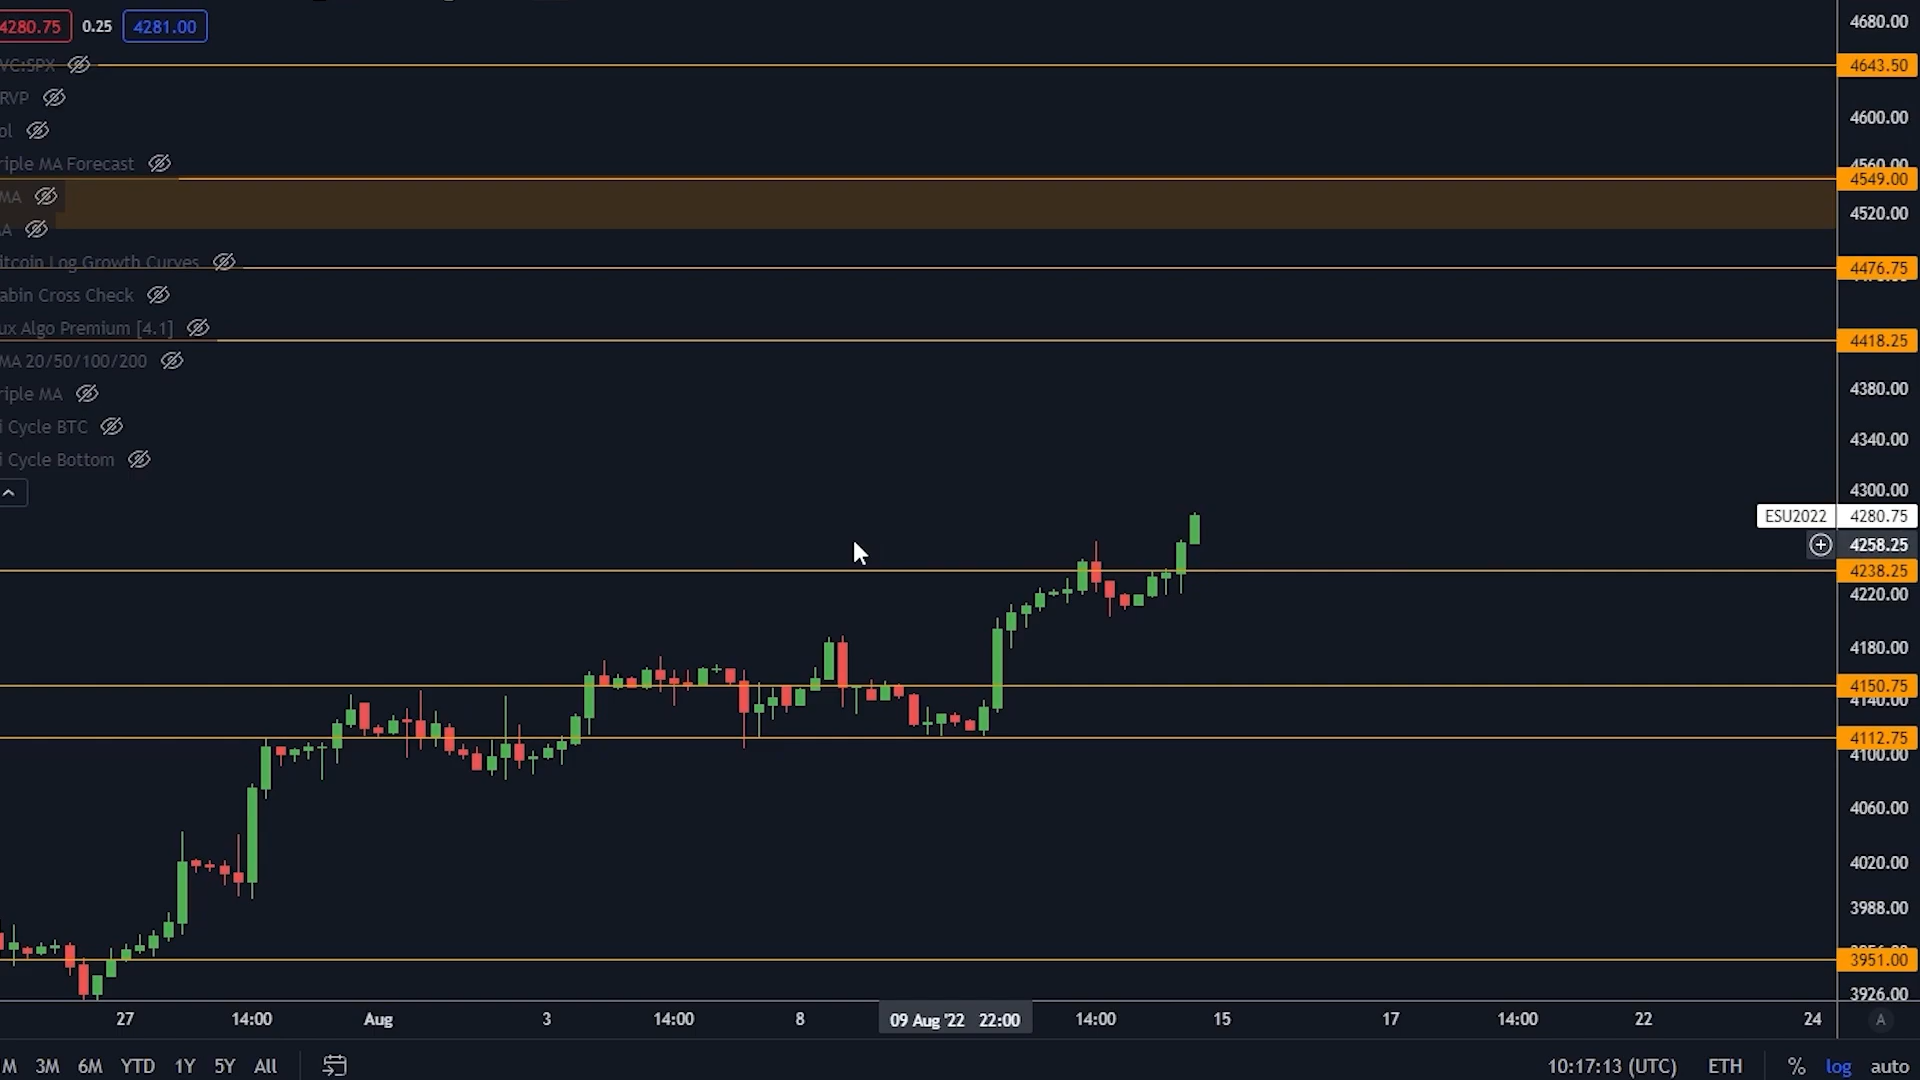 4280.75 0.25 4281.00
VC:SPX
RVP
ol
riple MA Forecast
MA
A
itcoin Log Growth Curves
abin Cross Check
ux Algo Premium [4.1]
MA 20/50/100/200
riple MA
i Cycle BTC
i Cycle Bottom
4680.00
4643.50
4600.00
4560.00
4549.00
4520.00
4476.75
4418.25
4380.00
4340.00
4300.00
ESU2022 4280.75
4258.25
4238.25
4220.00
4180.00
4150.75
4140.00
4112.75
4100.00
4060.00
4020.00
3988.00
3951.00
3926.00
27 14:00 Aug 3 14:00 8 09 Aug '22 22:00 14:00 15 17 14:00 22 24 A
M 3M 6M YTD 1Y 5Y All 10:17:13 (UTC) ETH % log auto